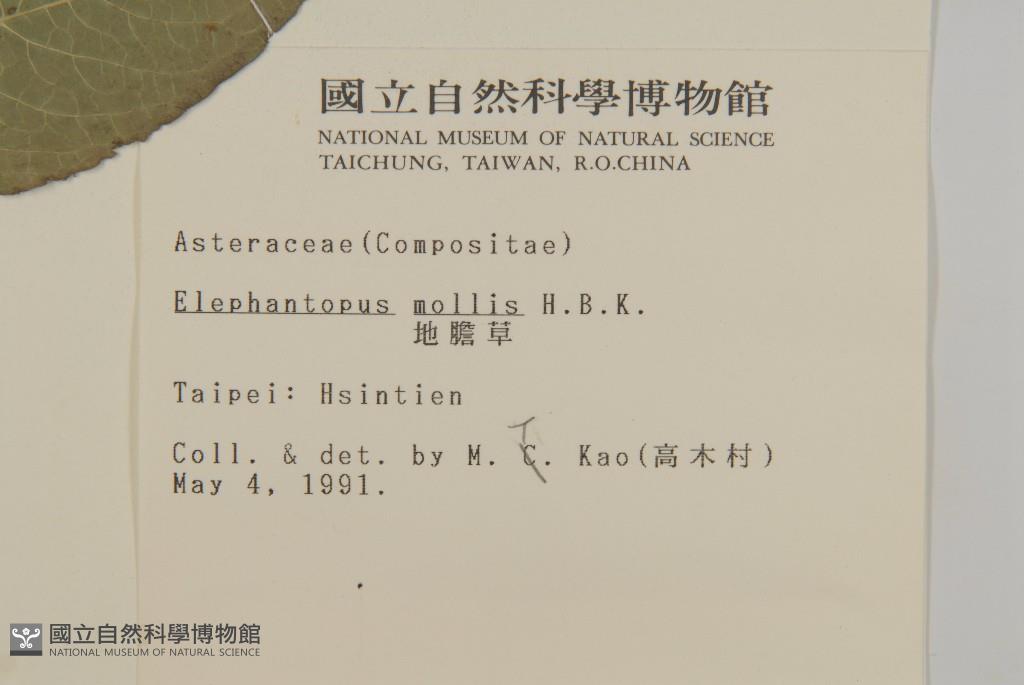 國立自然科學博物館
NATIONAL MUSEUM OF NATURAL SCIENCE
TAICHUNG, TAIWAN, R.O.CHINA
Asteraceae(Compositae)
Elephantopus mollis H.B.K.
地膽草
Taipei: Hsintien
T
Coll. & det. by M. C. Kao(高木村)
May 4, 1991.
國立自然科學博物館
NATIONAL MUSEUM OF NATURAL SCIENCE